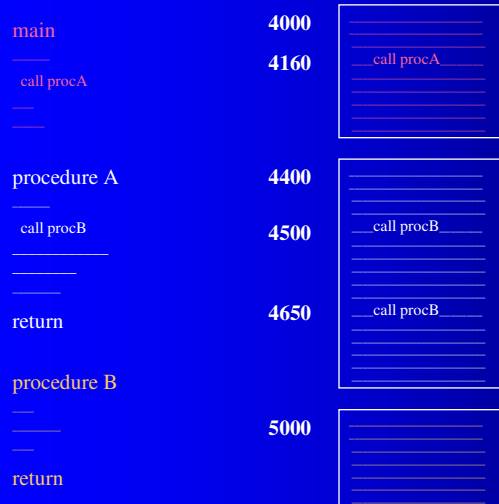 main
call procA
procedure A
call procB
return
procedure B
return
4000
4160
call procA
4400
4500
call procB
4650
call procB
5000